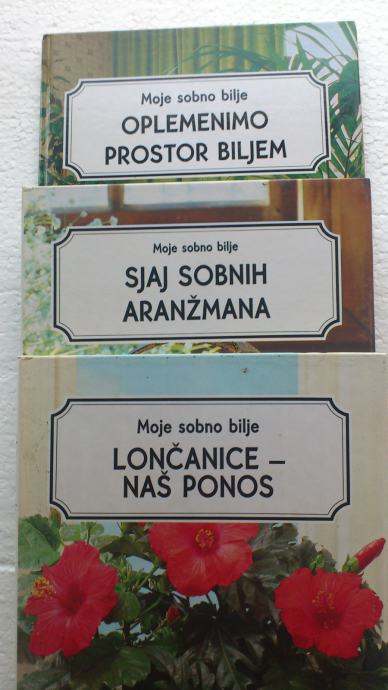 Moje sobno bilje
OPLEMENIMO
PROSTOR BILJEM
Moje sobno bilje
SJAJ SOBNIH
ARANŽMANA
Moje sobno bilje
LONČANICE –
NAŠ PONOS